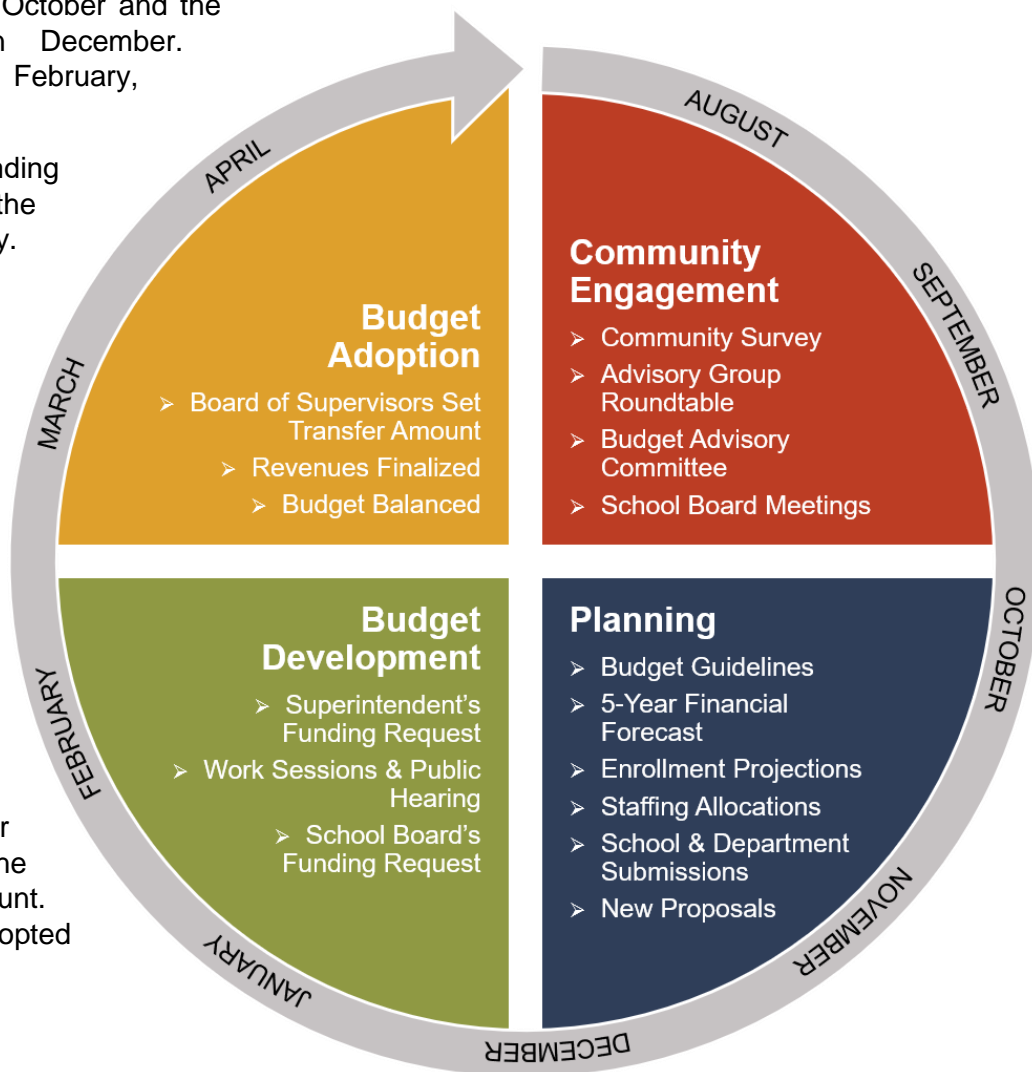 October and the
December.
February,
the
opted
AUGUST
SEPTEMBER
OCTOBER
NOVEMBER
DECEMBER
JANUARY
FEBRUARY
MARCH
APRIL
Community
Engagement
➢ Community Survey
➢ Advisory Group
Roundtable
➢ Budget Advisory
Committee
➢ School Board Meetings
Planning
➢ Budget Guidelines
➢ 5-Year Financial
Forecast
➢ Enrollment Projections
➢ Staffing Allocations
➢ School & Department
Submissions
➢ New Proposals
Budget
Development
➢ Superintendent's
Funding Request
➢ Work Sessions & Public
Hearing
➢ School Board's
Funding Request
Budget
Adoption
➢ Board of Supervisors Set
Transfer Amount
➢ Revenues Finalized
➢ Budget Balanced